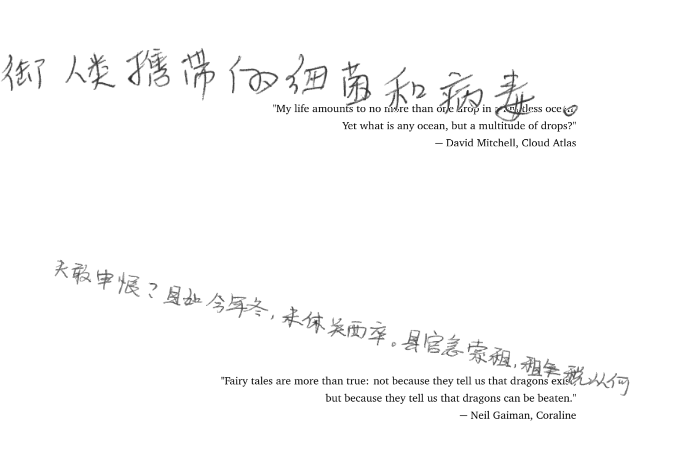 御人类携带的细菌和病毒。
"My life amounts to no more than one drop in a limitless ocean.
Yet what is any ocean, but a multitude of drops?"
— David Mitchell, Cloud Atlas
夫敢申恨？且如今年冬，未休关西卒。县官急索租，租税从何
"Fairy tales are more than true: not because they tell us that dragons exist,
but because they tell us that dragons can be beaten."
— Neil Gaiman, Coraline